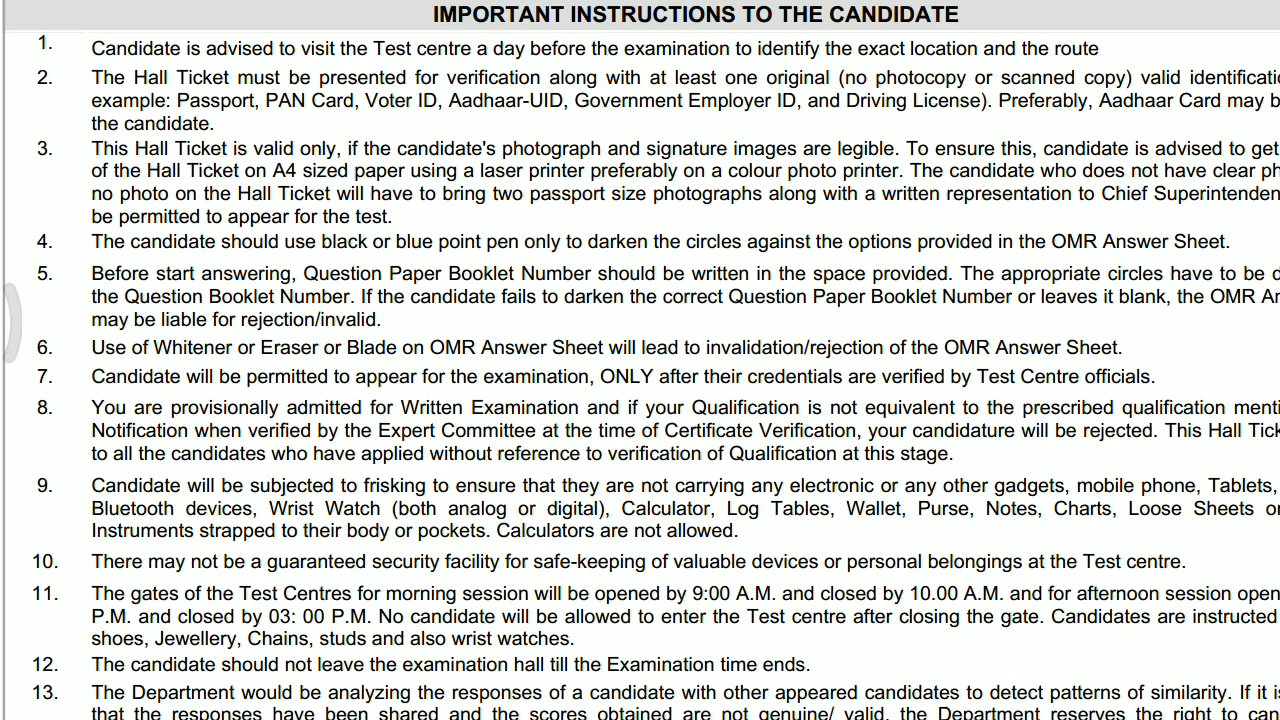 IMPORTANT INSTRUCTIONS TO THE CANDIDATE
1. Candidate is advised to visit the Test centre a day before the examination to identify the exact location and the route
2. The Hall Ticket must be presented for verification along with at least one original (no photocopy or scanned copy) valid
example: Passport, PAN Card, Voter ID, Aadhaar-UID, Government Employer ID, and Driving License). Preferably, Aadhaar Card may
the candidate.
3. This Hall Ticket is valid only, if the candidate's photograph and signature images are legible. To ensure this, candidate is advised to get
of the Hall Ticket on A4 sized paper using a laser printer preferably on a colour photo printer. The candidate who does not have clear
no photo on the Hall Ticket will have to bring two passport size photographs along with a written representation to Chief
be permitted to appear for the test.
4. The candidate should use black or blue point pen only to darken the circles against the options provided in the OMR Answer Sheet.
5. Before start answering, Question Paper Booklet Number should be written in the space provided. The appropriate circles have to be
the Question Booklet Number. If the candidate fails to darken the correct Question Paper Booklet Number or leaves it blank, the OMR
may be liable for rejection/invalid.
6. Use of Whitener or Eraser or Blade on OMR Answer Sheet will lead to invalidation/rejection of the OMR Answer Sheet.
7. Candidate will be permitted to appear for the examination, ONLY after their credentials are verified by Test Centre officials.
8. You are provisionally admitted for Written Examination and if your Qualification is not equivalent to the prescribed qualification
Notification when verified by the Expert Committee at the time of Certificate Verification, your candidature will be rejected. This Hall
to all the candidates who have applied without reference to verification of Qualification at this stage.
9. Candidate will be subjected to frisking to ensure that they are not carrying any electronic or any other gadgets, mobile phone, Tablets,
Bluetooth devices, Wrist Watch (both analog or digital), Calculator, Log Tables, Wallet, Purse, Notes, Charts, Loose Sheets or
Instruments strapped to their body or pockets. Calculators are not allowed.
10. There may not be a guaranteed security facility for safe-keeping of valuable devices or personal belongings at the Test centre.
11. The gates of the Test Centres for morning session will be opened by 9:00 A.M. and closed by 10.00 A.M. and for afternoon session
P.M. and closed by 03: 00 P.M. No candidate will be allowed to enter the Test centre after closing the gate. Candidates are instructed
shoes, Jewellery, Chains, studs and also wrist watches.
12. The candidate should not leave the examination hall till the Examination time ends.
13. The Department would be analyzing the responses of a candidate with other appeared candidates to detect patterns of similarity. If it is
that the responses have been shared and the scores obtained are not genuine/ valid, the Department reserves the right to